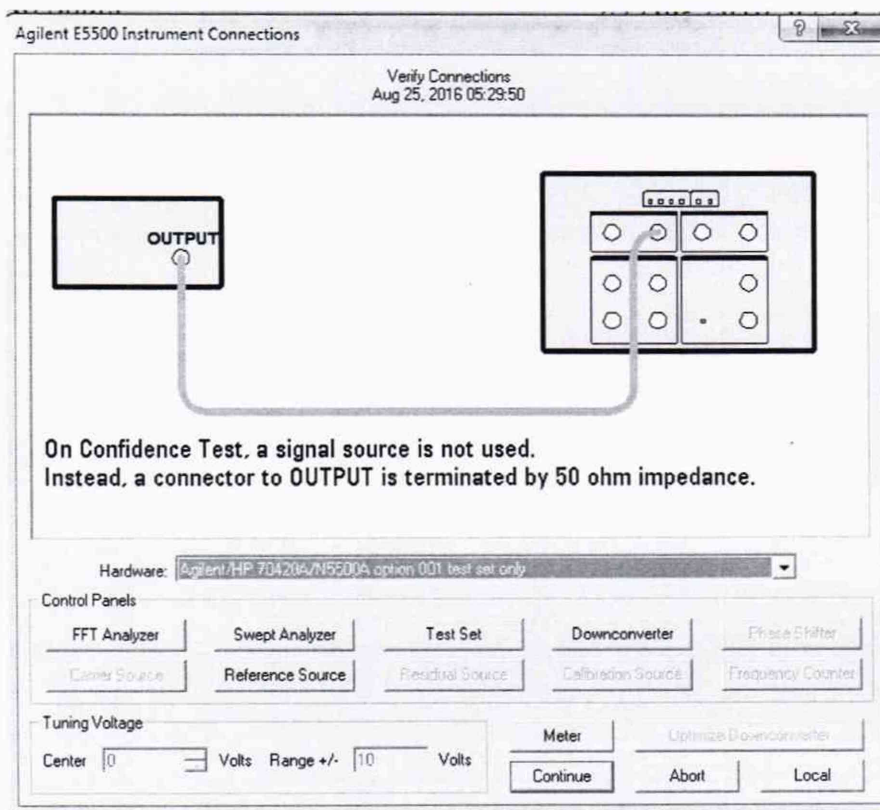 Agilent E5500 Instrument Connections
Verify Connections
Aug 25, 2016 05:29:50
OUTPUT
On Confidence Test, a signal source is not used.
Instead, a connector to OUTPUT is terminated by 50 ohm impedance.
Hardware: Agilent/HP 70420A/N5500A option 001 test set only
Control Panels
FFT Analyzer Swept Analyzer Test Set Downconverter Phase Shifter
Carrier Source Reference Source Residual Source Calibration Source Frequency Counter
Tuning Voltage
Center 0 Volts Range +/- 10 Volts
Meter Optimize Downconverter
Continue Abort Local